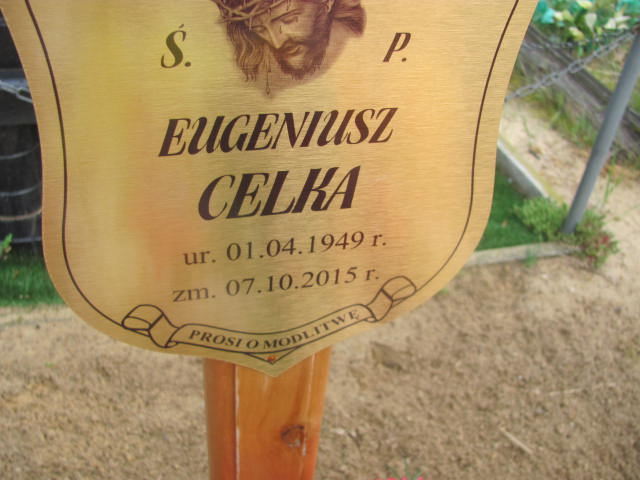 Ś. P.
EUGENIUSZ
CELKA
ur. 01.04.1949 r.
zm. 07.10.2015 r.
PROSI O MODLITWĘ